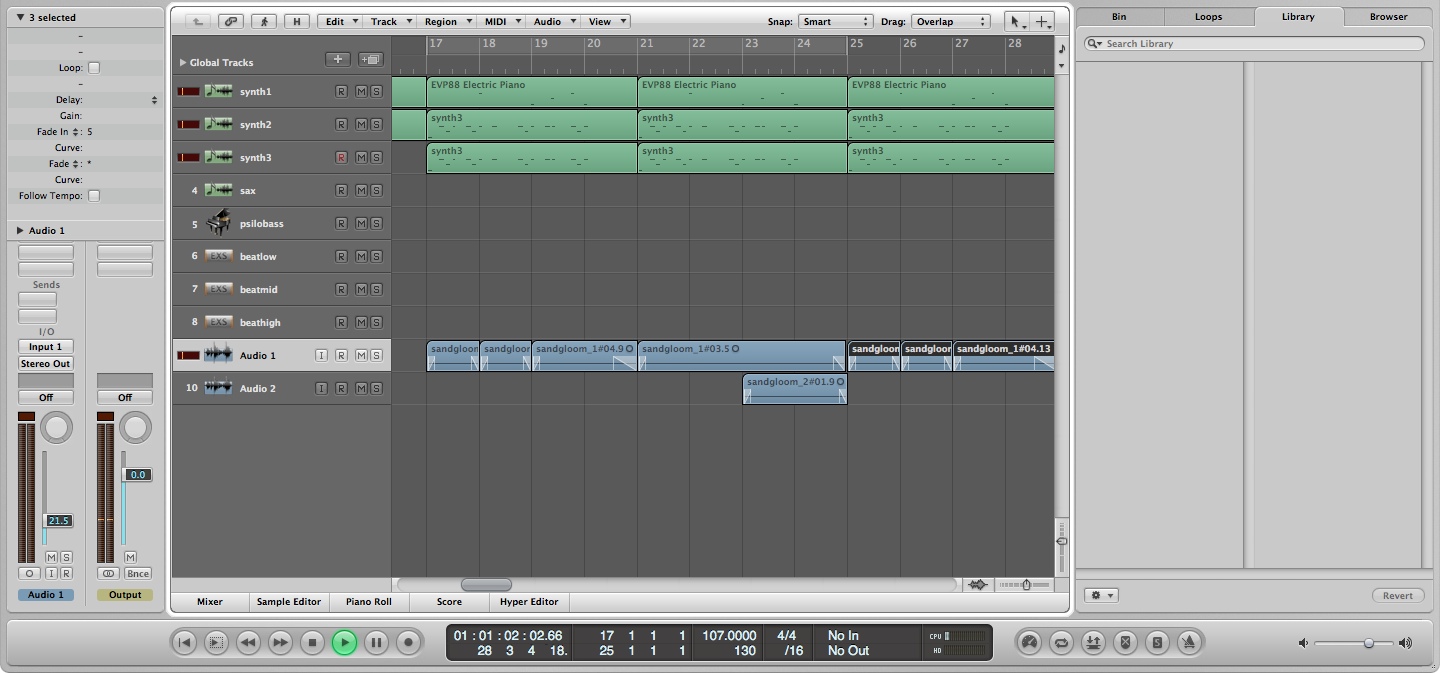 3 selected
–
–
Loop:
–
Delay:
Gain:
Fade In : 5
Curve:
Fade : *
Curve:
Follow Tempo:
Audio 1
Sends
I/O
Input 1
Stereo Out
Off
Off
0.0
21.5
M S M
I R Bnce
Audio 1 Output
H Edit Track Region MIDI Audio View Snap: Smart Drag: Overlap
17 18 19 20 21 22 23 24 25 26 27 28
Global Tracks
synth1 R M S EVP88 Electric Piano EVP88 Electric Piano EVP88 Electric Piano
synth2 R M S synth3 synth3 synth3
synth3 R M S synth3 synth3 synth3
4 sax R M S
5 psilobass R M S
6 EXS beatlow R M S
7 EXS beatmid R M S
8 EXS beathigh R M S
Audio 1 I R M S sandgloom sandgloom sandgloom_1#04.9 sandgloom_1#03.5 sandgloom sandgloom sandgloom_1#04.13
10 Audio 2 I R M S sandgloom_2#01.9
Mixer Sample Editor Piano Roll Score Hyper Editor
Bin Loops Library Browser
Search Library
Revert
01 : 01 : 02 : 02.66 17 1 1 1 107.0000 4/4 No In CPU
28 3 4 18. 25 1 1 1 130 /16 No Out HD
S